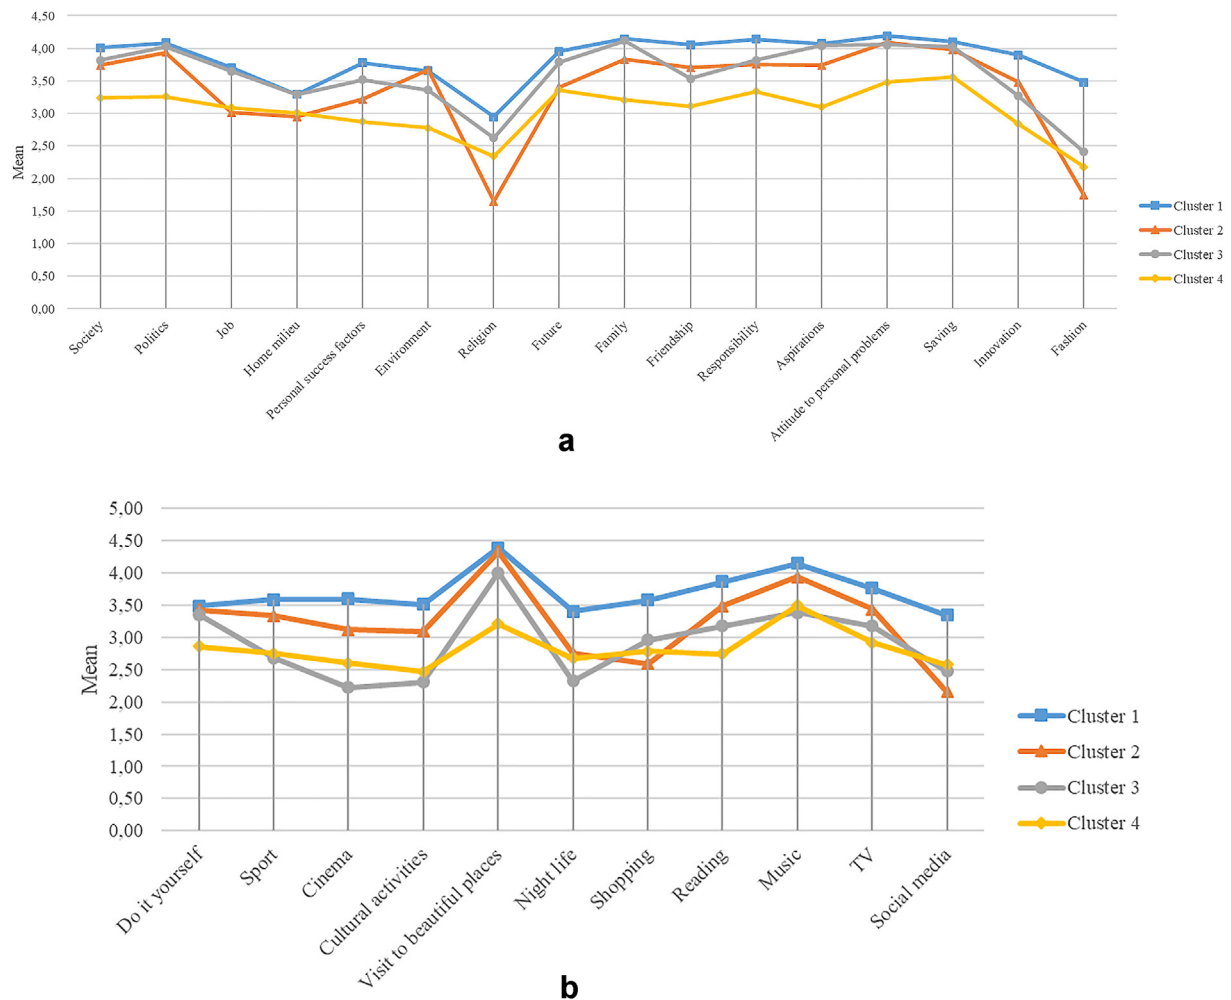 4,50
4,00
3,50
3,00
2,50
2,00
1,50
1,00
0,50
0,00
Mean
Society
Politics
Job
Home milieu
Personal success factors
Environment
Religion
Future
Family
Friendship
Responsibility
Aspirations
Attitude to personal problems
Saving
Innovation
Fashion
Cluster 1
Cluster 2
Cluster 3
Cluster 4
a
5,00
4,50
4,00
3,50
3,00
2,50
2,00
1,50
1,00
0,50
0,00
Mean
Do it yourself
Sport
Cinema
Cultural activities
Visit to beautiful places
Night life
Shopping
Reading
Music
TV
Social media
Cluster 1
Cluster 2
Cluster 3
Cluster 4
b